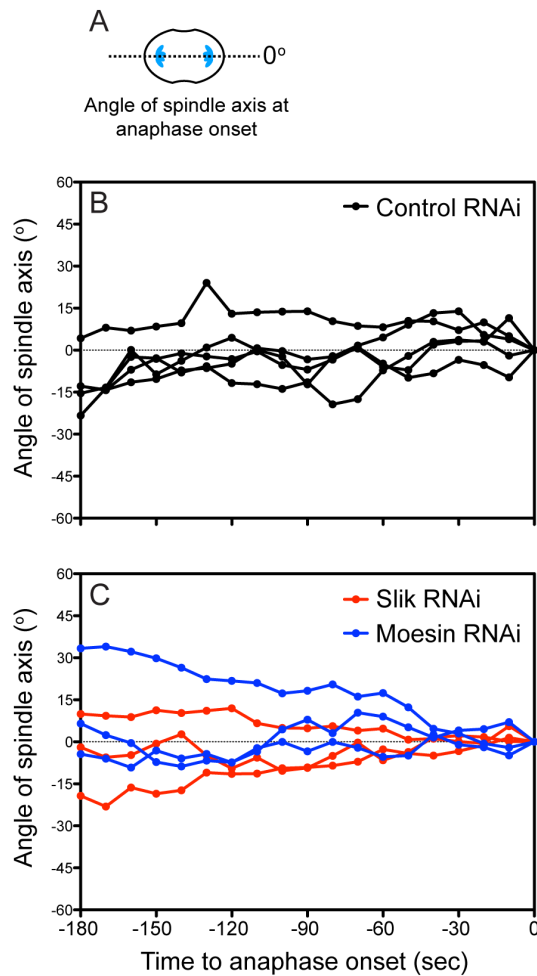 A
0°
Angle of spindle axis at
anaphase onset
B
Control RNAi
Angle of spindle axis (°)
60
45
30
15
0
-15
-30
-45
-60
C
Slik RNAi
Moesin RNAi
Angle of spindle axis (°)
60
45
30
15
0
-15
-30
-45
-60
-180 -150 -120 -90 -60 -30 0
Time to anaphase onset (sec)